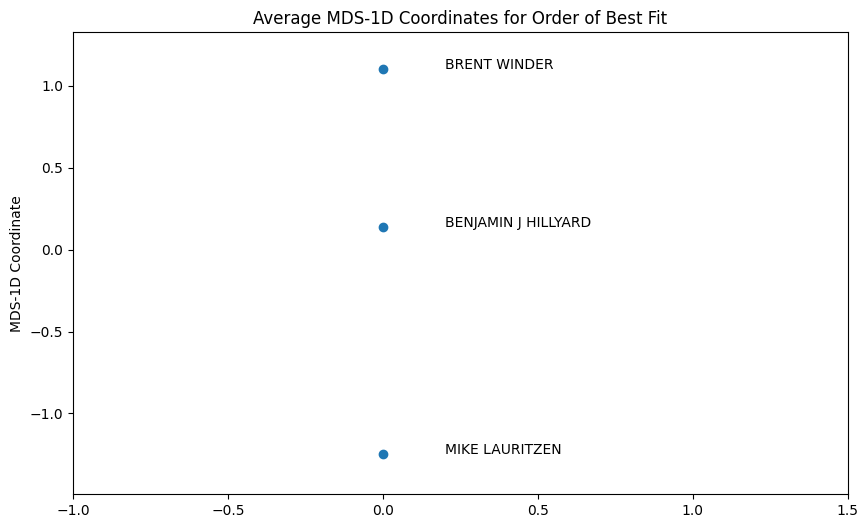 Average MDS-1D Coordinates for Order of Best Fit
BRENT WINDER
1.0
0.5
BENJAMIN J HILLYARD
0.0
MDS-1D Coordinate
−0.5
−1.0
MIKE LAURITZEN
−1.0 −0.5 0.0 0.5 1.0 1.5